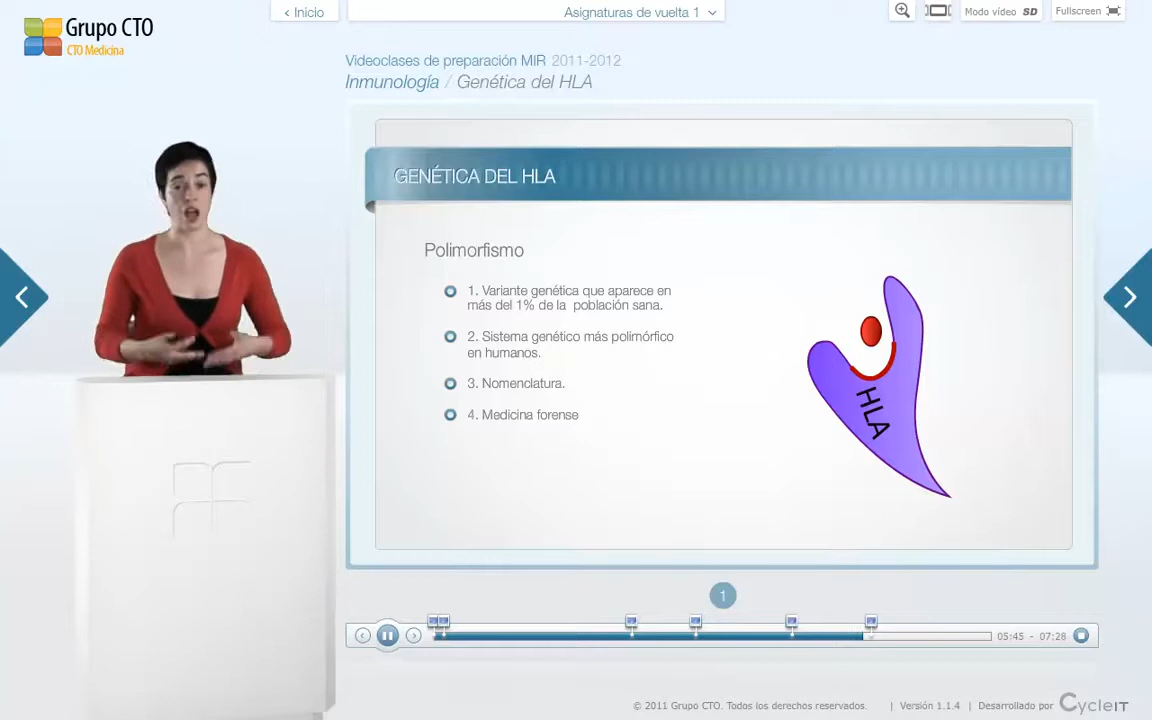 Grupo CTO
CTO Medicina
‹ Inicio
Asignaturas de vuelta 1
Modo vídeo SD
Fullscreen
Videoclases de preparación MIR 2011-2012
Inmunología / Genética del HLA
GENÉTICA DEL HLA
Polimorfismo
1. Variante genética que aparece en
más del 1% de la población sana.
2. Sistema genético más polimórfico
en humanos.
3. Nomenclatura.
4. Medicina forense
HLA
1
05:45 - 07:28
© 2011 Grupo CTO. Todos los derechos reservados. | Versión 1.1.4 | Desarrollado por CycleIT